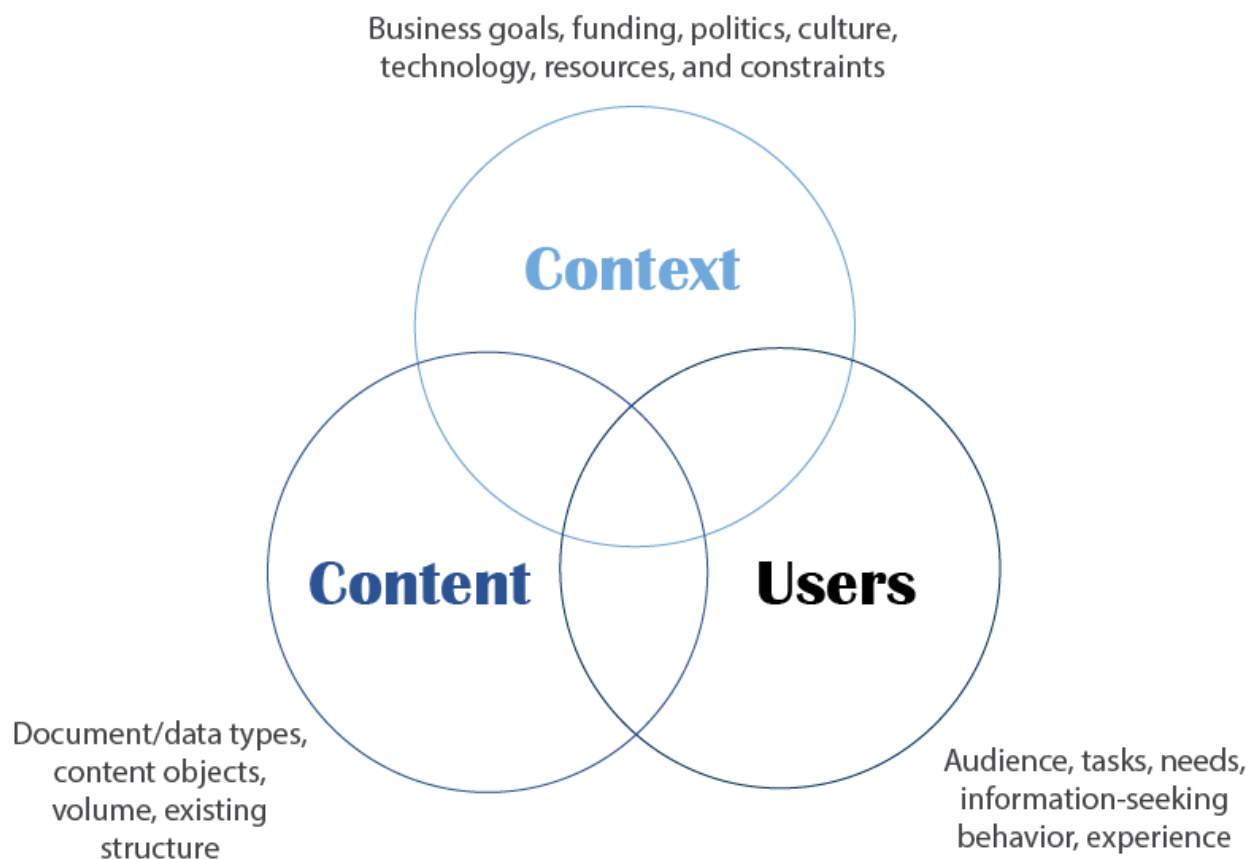 Business goals, funding, politics, culture,
technology, resources, and constraints
Context
Content
Users
Document/data types,
content objects,
volume, existing
structure
Audience, tasks, needs,
information-seeking
behavior, experience